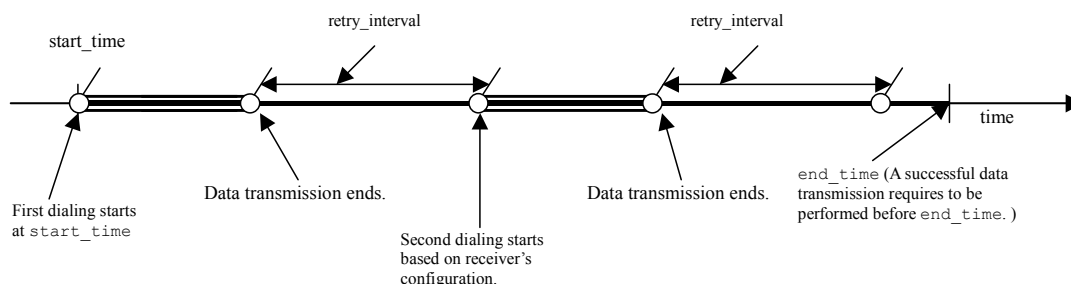 retry_interval
retry_interval
start_time
time
Data transmission ends.
Data transmission ends.
end_time (A successful data
transmission requires to be
performed before end_time. )
First dialing starts
at start_time
Second dialing starts
based on receiver's
configuration.